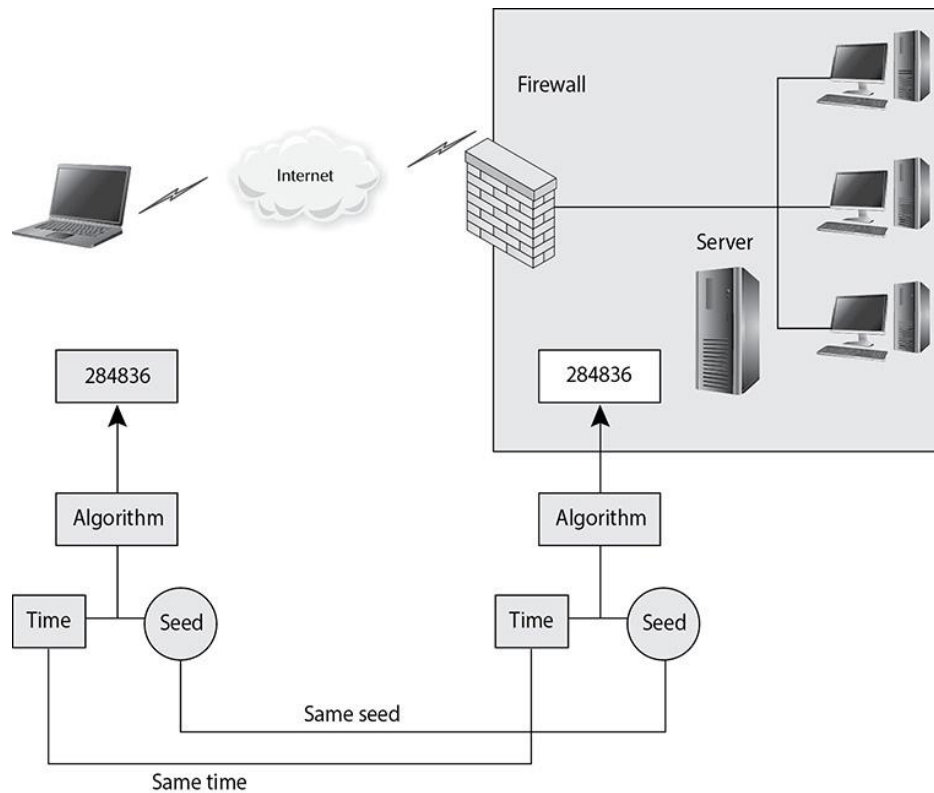 Firewall
Internet
Server
284836
284836
Algorithm
Algorithm
Time
Seed
Time
Seed
Same seed
Same time